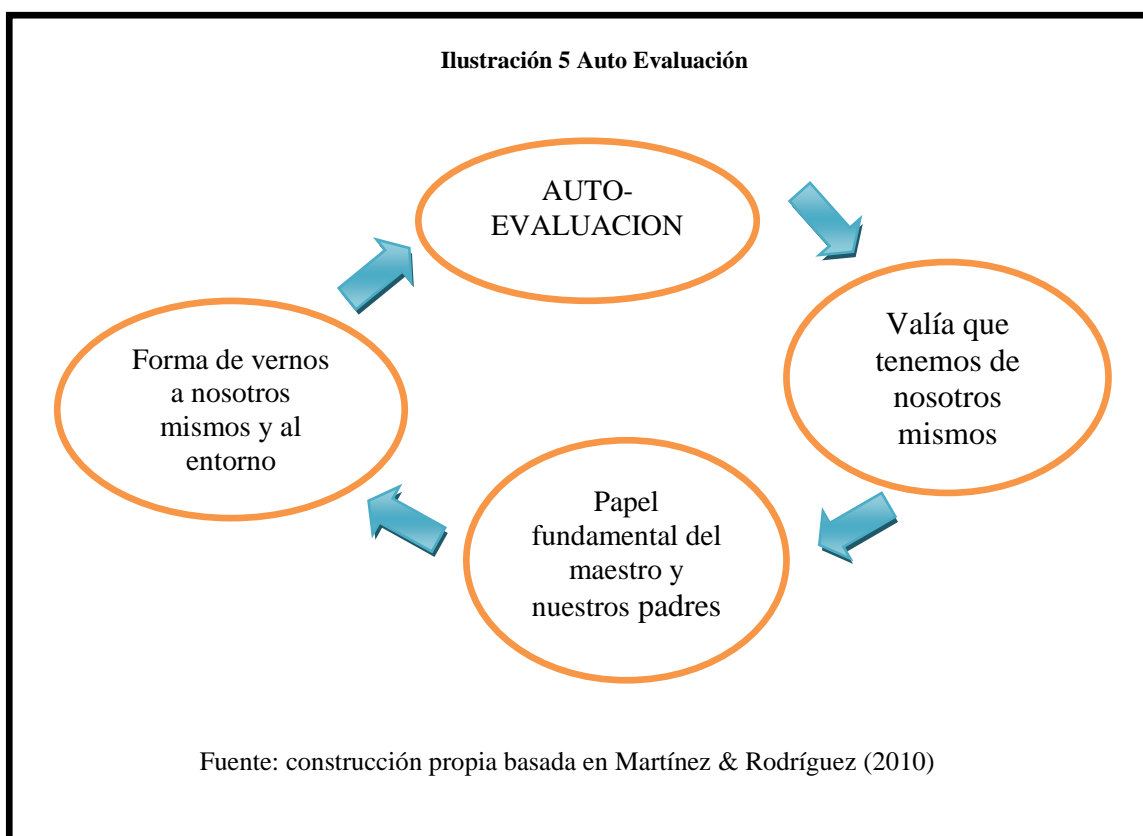 Ilustración 5 Auto Evaluación
AUTO-
EVALUACION
Valía que
tenemos de
nosotros
mismos
Papel
fundamental del
maestro y
nuestros padres
Forma de vernos
a nosotros
mismos y al
entorno
Fuente: construcción propia basada en Martínez & Rodríguez (2010)